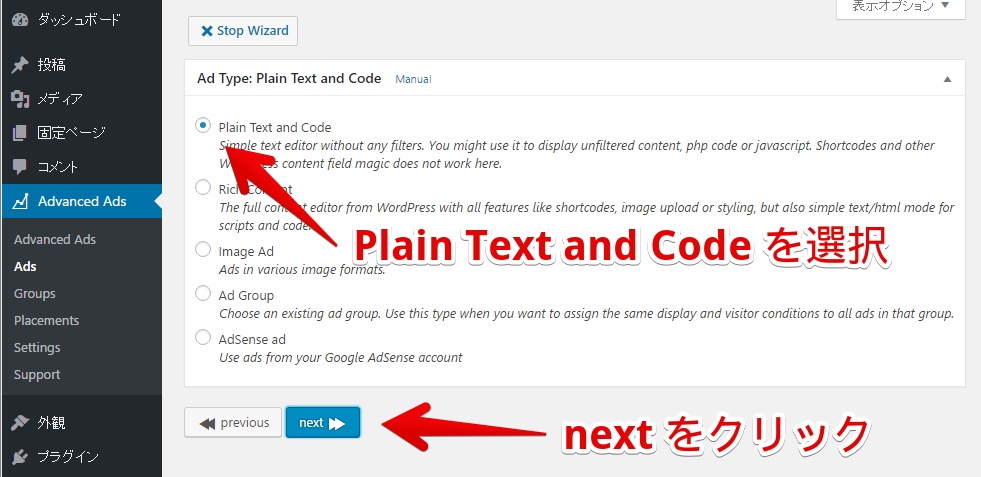 ダッシュボード
投稿
メディア
固定ページ
コメント
Advanced Ads
Advanced Ads
Ads
Groups
Placements
Settings
Support
外観
プラグイン
表示オプション
Stop Wizard
Ad Type: Plain Text and Code Manual
Plain Text and Code
Simple text editor without any filters. You might use it to display unfiltered content, php code or javascript. Shortcodes and other
content field magic does not work here.
Rich
The full content editor from WordPress with all features like shortcodes, image upload or styling, but also simple text/html mode for
scripts and code.
Plain Text and Code を選択
Image Ad
Ads in various image formats.
Ad Group
Choose an existing ad group. Use this type when you want to assign the same display and visitor conditions to all ads in that group.
AdSense ad
Use ads from your Google AdSense account
previous
next
next をクリック